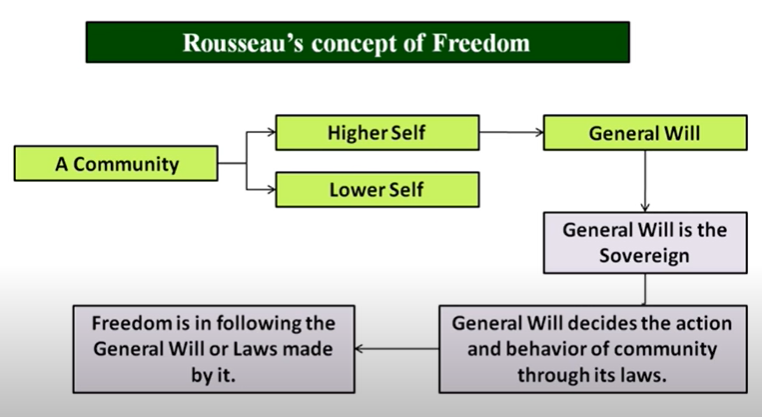 Rousseau's concept of Freedom
A Community
Higher Self
General Will
Lower Self
General Will is the
Sovereign
General Will decides the action
and behavior of community
through its laws.
Freedom is in following the
General Will or Laws made
by it.